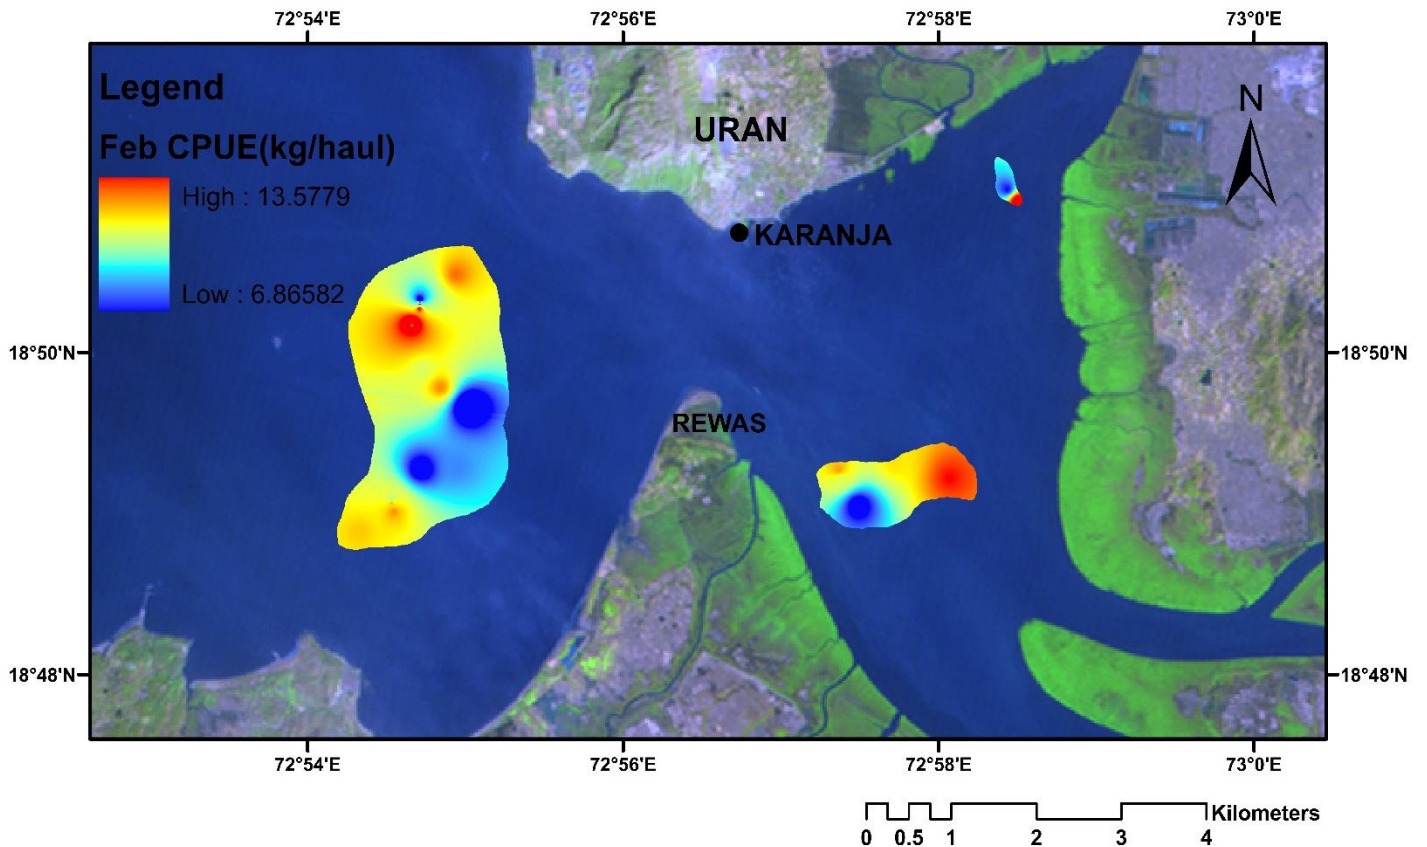 72°54'E 72°56'E 72°58'E 73°0'E
Legend
Feb CPUE(kg/haul)
High : 13.5779
Low : 6.86582
URAN
N
KARANJA
18°50'N 18°50'N
REWAS
18°48'N 18°48'N
72°54'E 72°56'E 72°58'E 73°0'E
Kilometers
0 0.5 1 2 3 4